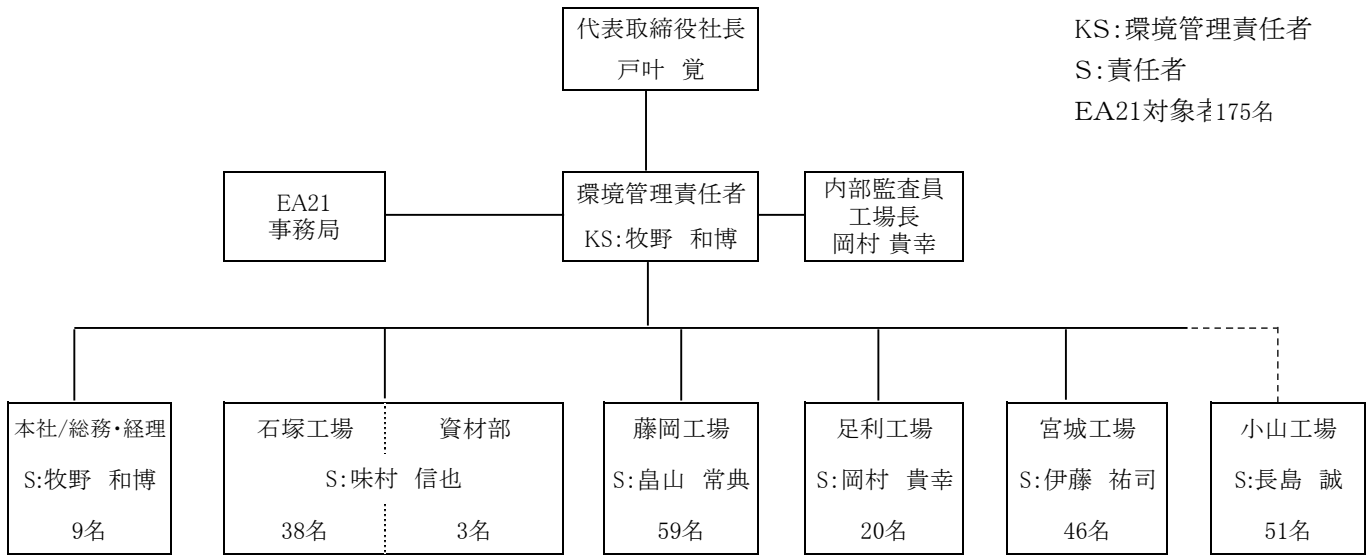 代表取締役社長
戸叶 覚
KS:環境管理責任者
S:責任者
EA21対象者175名
EA21
事務局
環境管理責任者
KS:牧野 和博
内部監査員
工場長
岡村 貴幸
本社/総務・経理
S:牧野 和博
9名
石塚工場 資材部
S:味村 信也
38名 3名
藤岡工場
S:畠山 常典
59名
足利工場
S:岡村 貴幸
20名
宮城工場
S:伊藤 祐司
46名
小山工場
S:長島 誠
51名